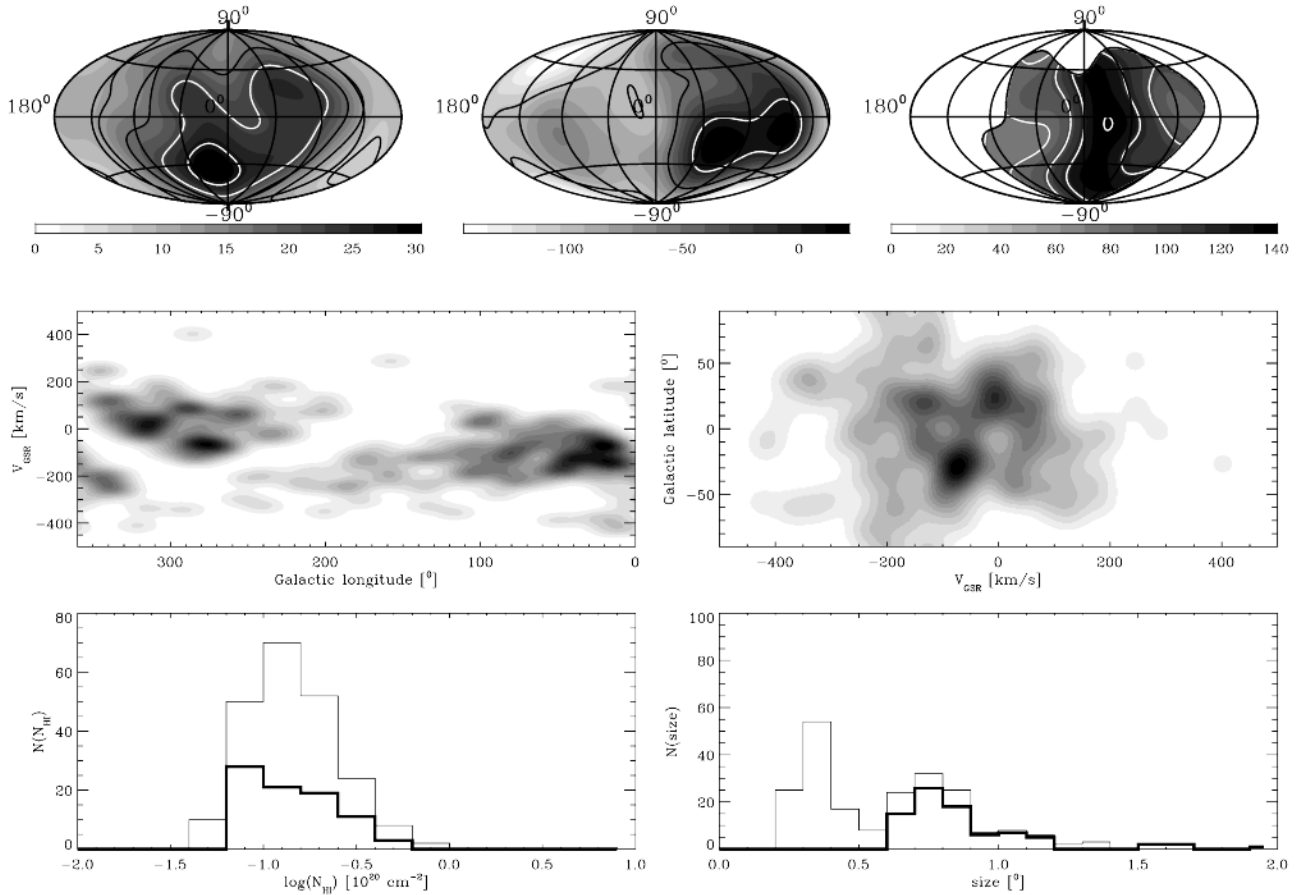 90⁰ 90⁰ 90⁰
180⁰ 0⁰ 180⁰ 0⁰ 180⁰ 0⁰
−90⁰ −90⁰ −90⁰
0 5 10 15 20 25 30 −100 −50 0 0 20 40 60 80 100 120 140
400
200
0
−200
−400
V_GSR [km/s]
300 200 100 0
Galactic longitude [⁰]
50
0
−50
Galactic latitude [⁰]
−400 −200 0 200 400
V_GSR [km/s]
80
60
40
20
0
N(N_HI)
−2.0 −1.5 −1.0 −0.5 0.0 0.5 1.0
log(N_HI) [10²⁰ cm⁻²]
100
80
60
40
20
0
N(size)
0.0 0.5 1.0 1.5 2.0
size [⁰]